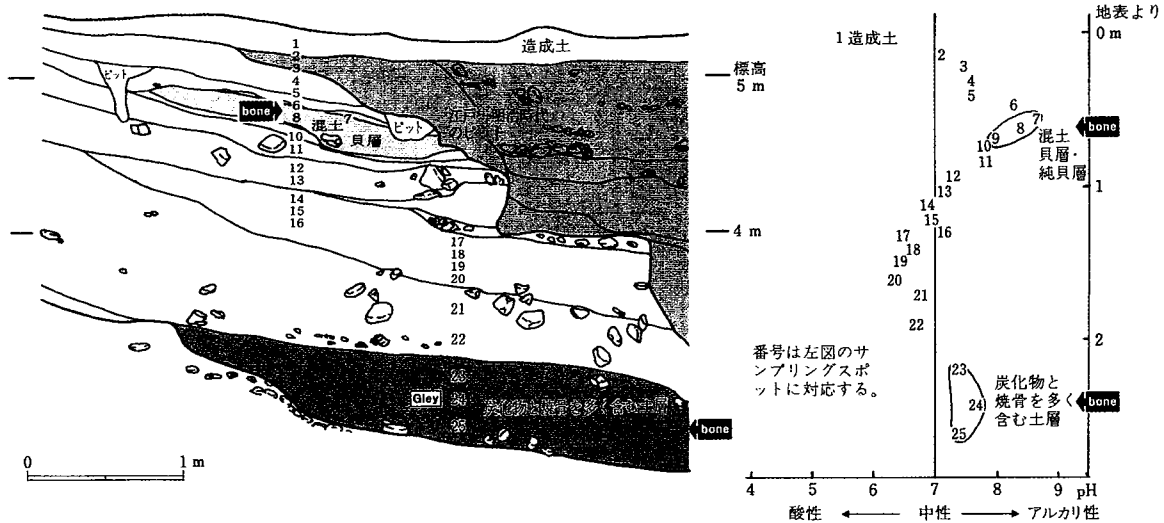 造成土
1
2
3
4
5
6
7
8
10
11
12
13
14
15
16
ピット
bone
混土
貝層
ピット
標高
5 m
4 m
17
18
19
20
21
22
23
24
25
Gley
bone
0 1 m
地表より
0 m
1
2
1 造成土
2
3
4
5
6
7
8
9
10
11
12
13
14
15
16
17
18
19
20
21
22
23
24
25
bone
混土
貝層・
純貝層
番号は左図のサ
ンプリングスポ
ットに対応する。
炭化物と
焼骨を多く
含む土層
bone
4 5 6 7 8 9 pH
酸性 ← 中性 → アルカリ性